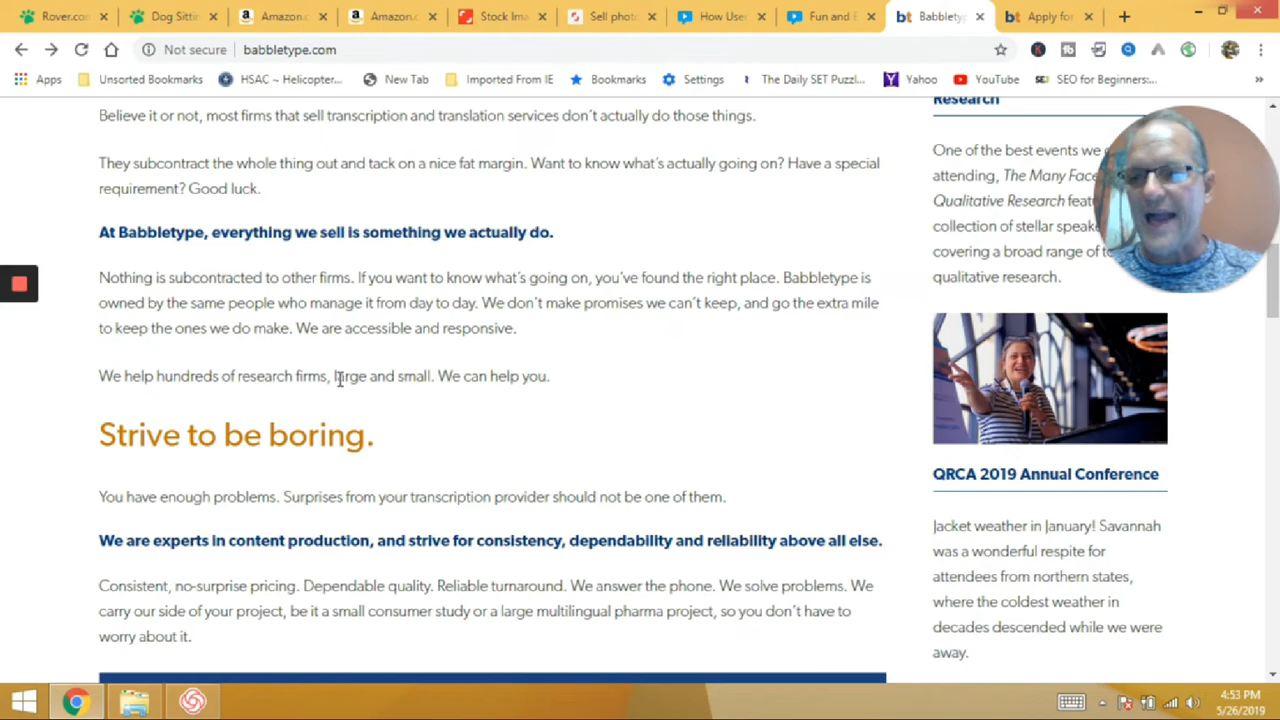 Rover.com
Dog Sittin
Amazon.c
Amazon.c
Stock Ima
Sell photo
How User
Fun and E
Babblety
Apply for
Not secure
babbletype.com
Apps
Unsorted Bookmarks
HSAC ~ Helicopter...
New Tab
Imported From IE
Bookmarks
Settings
The Daily SET Puzzl...
Yahoo
YouTube
SEO for Beginners:...
Believe it or not, most firms that sell transcription and translation services don't actually do those things.
They subcontract the whole thing out and tack on a nice fat margin. Want to know what's actually going on? Have a special
requirement? Good luck.
At Babbletype, everything we sell is something we actually do.
Nothing is subcontracted to other firms. If you want to know what's going on, you've found the right place. Babbletype is
owned by the same people who manage it from day to day. We don't make promises we can't keep, and go the extra mile
to keep the ones we do make. We are accessible and responsive.
We help hundreds of research firms, large and small. We can help you.
Strive to be boring.
You have enough problems. Surprises from your transcription provider should not be one of them.
We are experts in content production, and strive for consistency, dependability and reliability above all else.
Consistent, no-surprise pricing. Dependable quality. Reliable turnaround. We answer the phone. We solve problems. We
carry our side of your project, be it a small consumer study or a large multilingual pharma project, so you don't have to
worry about it.
Research
One of the best events we
attending, The Many Face
Qualitative Research feat
collection of stellar speake
covering a broad range of
qualitative research.
QRCA 2019 Annual Conference
Jacket weather in January! Savannah
was a wonderful respite for
attendees from northern states,
where the coldest weather in
decades descended while we were
away.
4:53 PM
5/26/2019